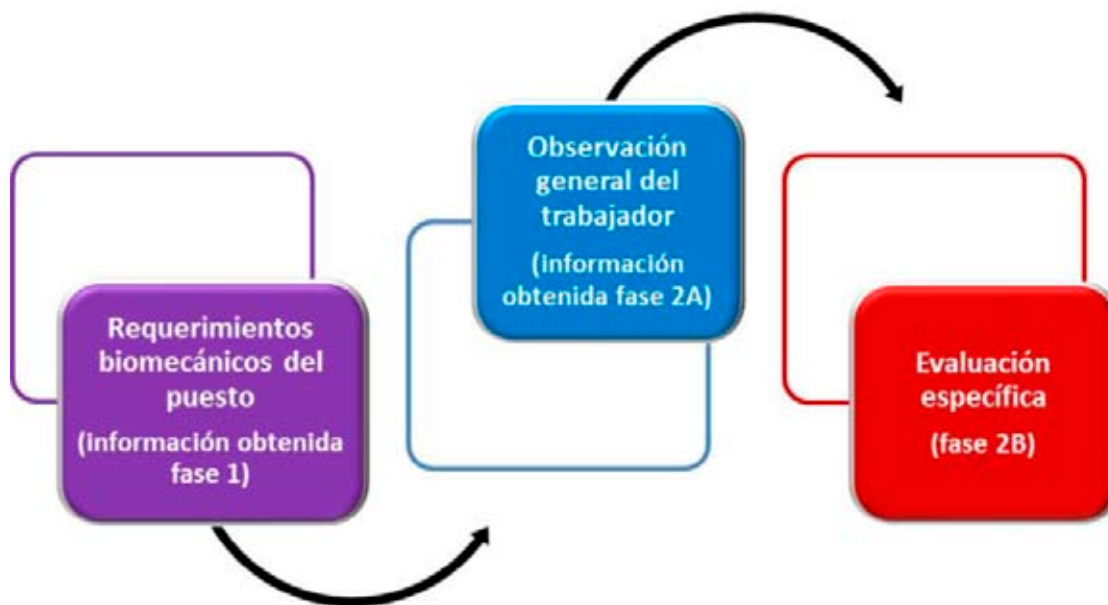 Requerimientos
biomecánicos del
puesto
(información obtenida
fase 1)
Observación
general del
trabajador
(información
obtenida fase 2A)
Evaluación
específica
(fase 2B)